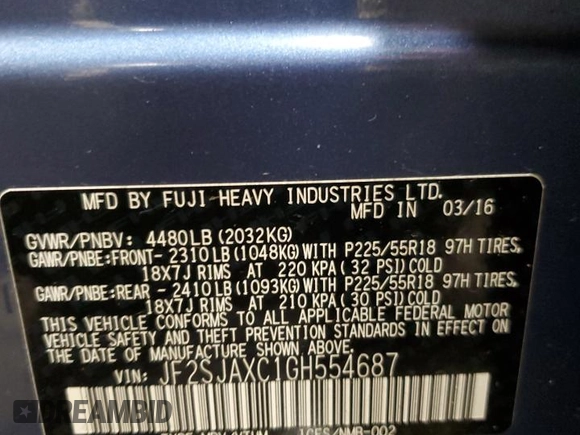 MFD BY FUJI HEAVY INDUSTRIES LTD.
MFD IN 03/16
GVWR/PNBV: 4480LB(2032KG)
GAWR/PNBE:FRONT- 2310LB(1048KG)WITH P225/55R18 97H TIRES,
18X7J RIMS AT 220 KPA(32 PSI)COLD
GAWR/PNBE:REAR - 2410LB(1093KG)WITH P225/55R18 97H TIRES,
18X7J RIMS AT 210 KPA(30 PSI)COLD
THIS VEHICLE CONFORMS TO ALL APPLICABLE FEDERAL MOTOR
VEHICLE SAFETY AND THEFT PREVENTION STANDARDS IN EFFECT ON
THE DATE OF MANUFACTURE SHOWN ABOVE.
VIN: JF2SJAXC1GH554687
AUTOBIDMASTER